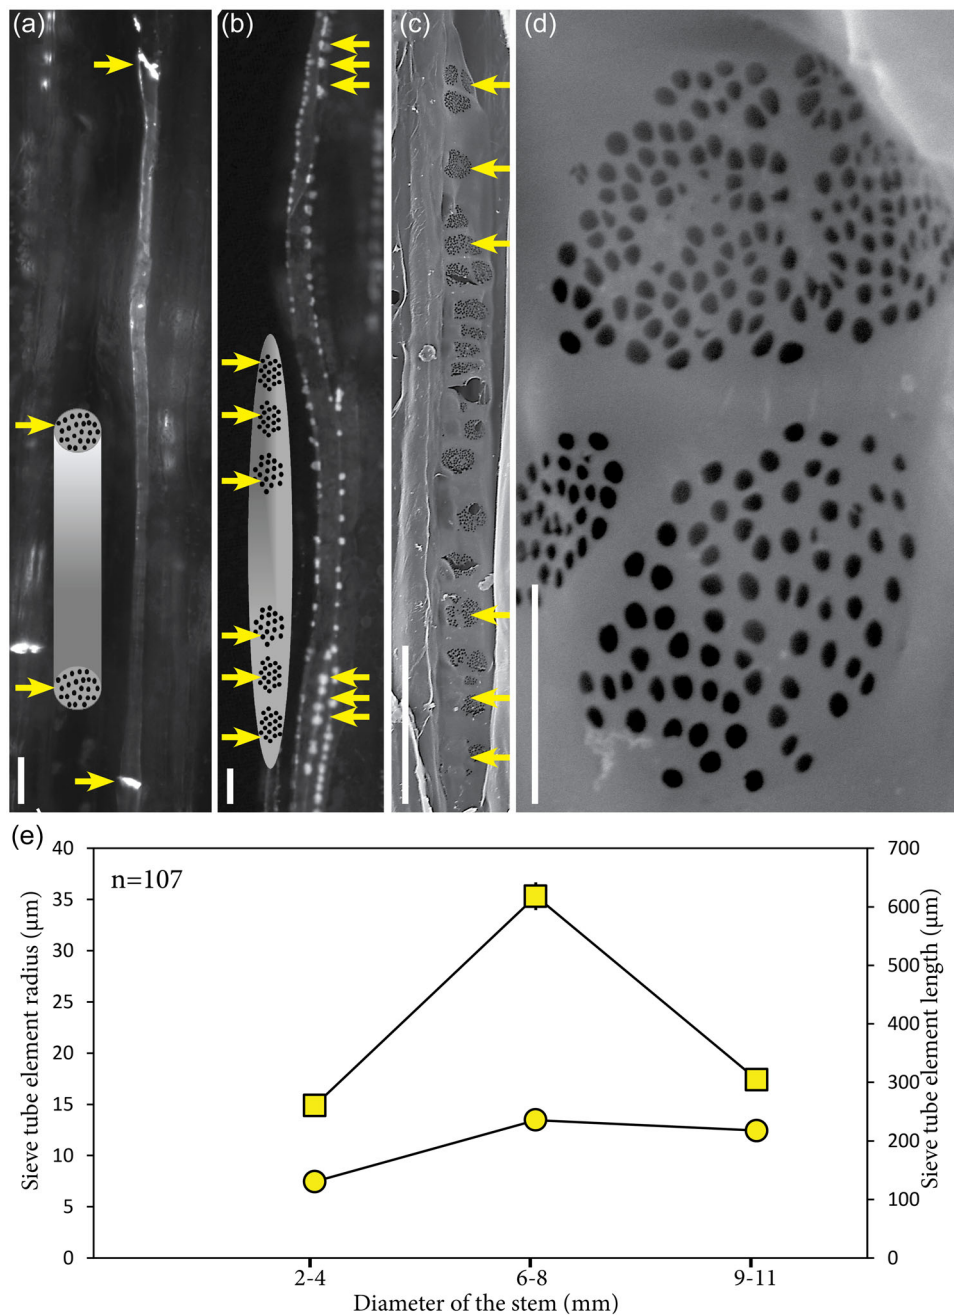 (a)
(b)
(c)
(d)
(e)
n=107
40
35
30
25
20
15
10
5
0
Sieve tube element radius (μm)
700
600
500
400
300
200
100
0
Sieve tube element length (μm)
2-4
6-8
9-11
Diameter of the stem (mm)